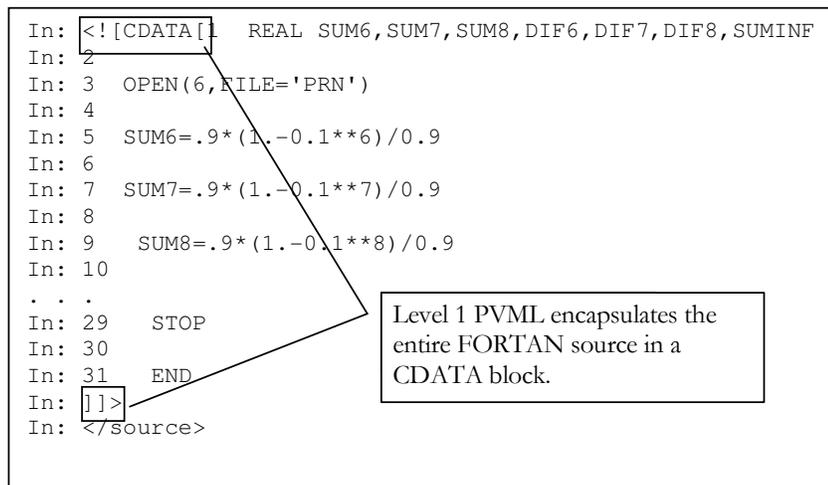 In: <![CDATA[1  REAL SUM6,SUM7,SUM8,DIF6,DIF7,DIF8,SUMINF
In: 2
In: 3  OPEN(6,FILE='PRN')
In: 4
In: 5  SUM6=.9*(1.-0.1**6)/0.9
In: 6
In: 7  SUM7=.9*(1.-0.1**7)/0.9
In: 8
In: 9   SUM8=.9*(1.-0.1**8)/0.9
In: 10
. . .
In: 29   STOP
In: 30
In: 31   END
In: ]]>
In: </source>
Level 1 PVML encapsulates the
entire FORTAN source in a
CDATA block.